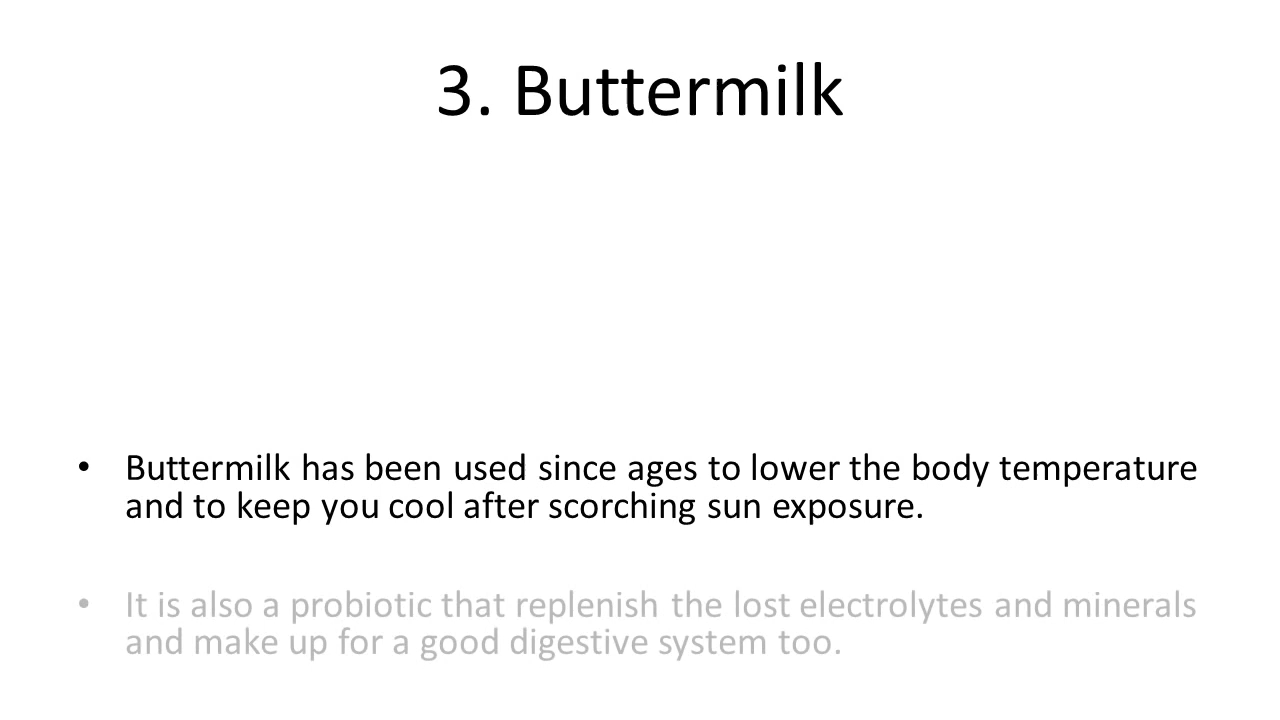 3. Buttermilk
• Buttermilk has been used since ages to lower the body temperature
and to keep you cool after scorching sun exposure.
• It is also a probiotic that replenish the lost electrolytes and minerals
and make up for a good digestive system too.